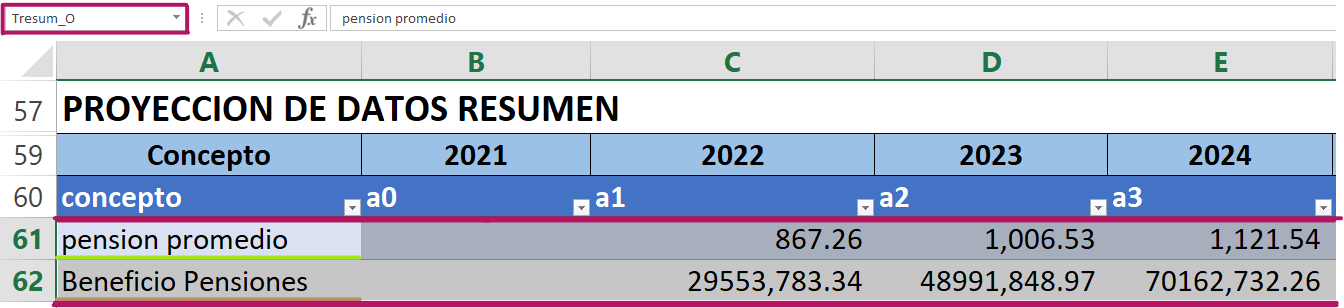 Tresum_O fx pension promedio
A B C D E
57 PROYECCION DE DATOS RESUMEN
59 Concepto 2021 2022 2023 2024
60 concepto a0 a1 a2 a3
61 pension promedio 867.26 1,006.53 1,121.54
62 Beneficio Pensiones 29553,783.34 48991,848.97 70162,732.26